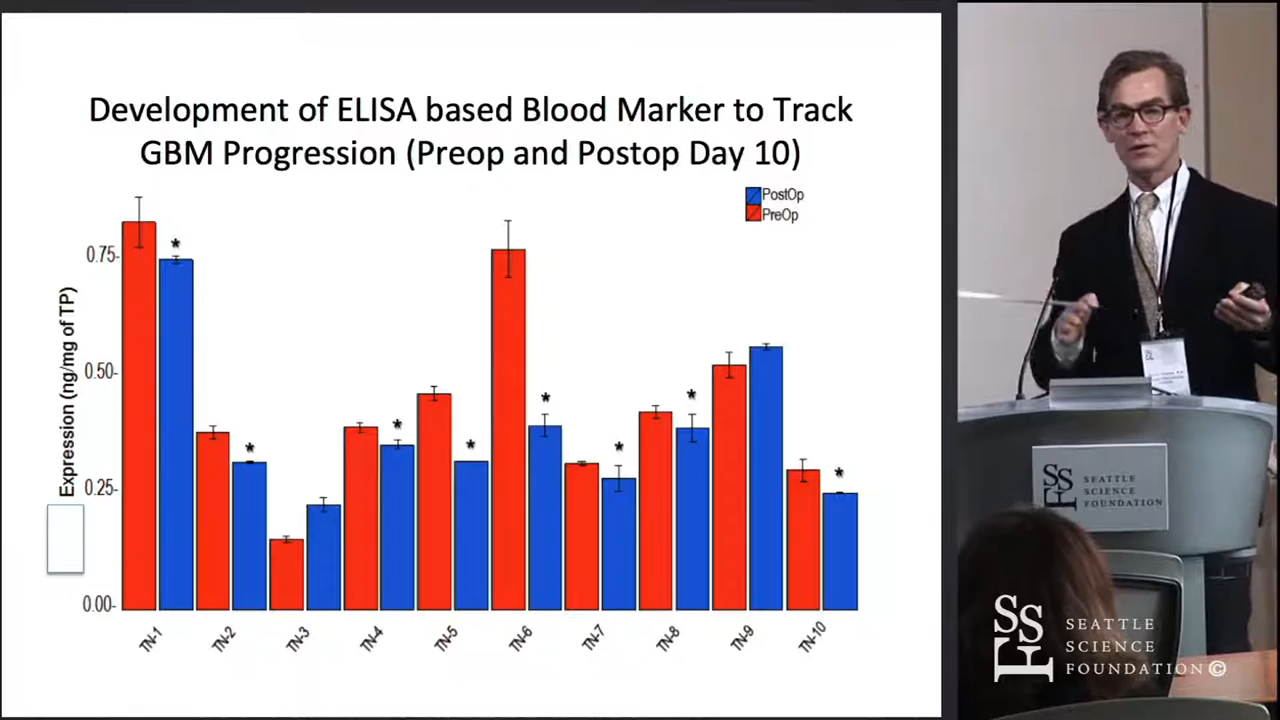 Development of ELISA based Blood Marker to Track
GBM Progression (Preop and Postop Day 10)
PostOp
PreOp
Expression (ng/mg of TP)
0.75-
0.50-
0.25-
0.00-
* * * * * * * *
TN-1
TN-2
TN-3
TN-4
TN-5
TN-6
TN-7
TN-8
TN-9
TN-10
SSF
SEATTLE
SCIENCE
FOUNDATION
SSF
SEATTLE
SCIENCE
FOUNDATION©